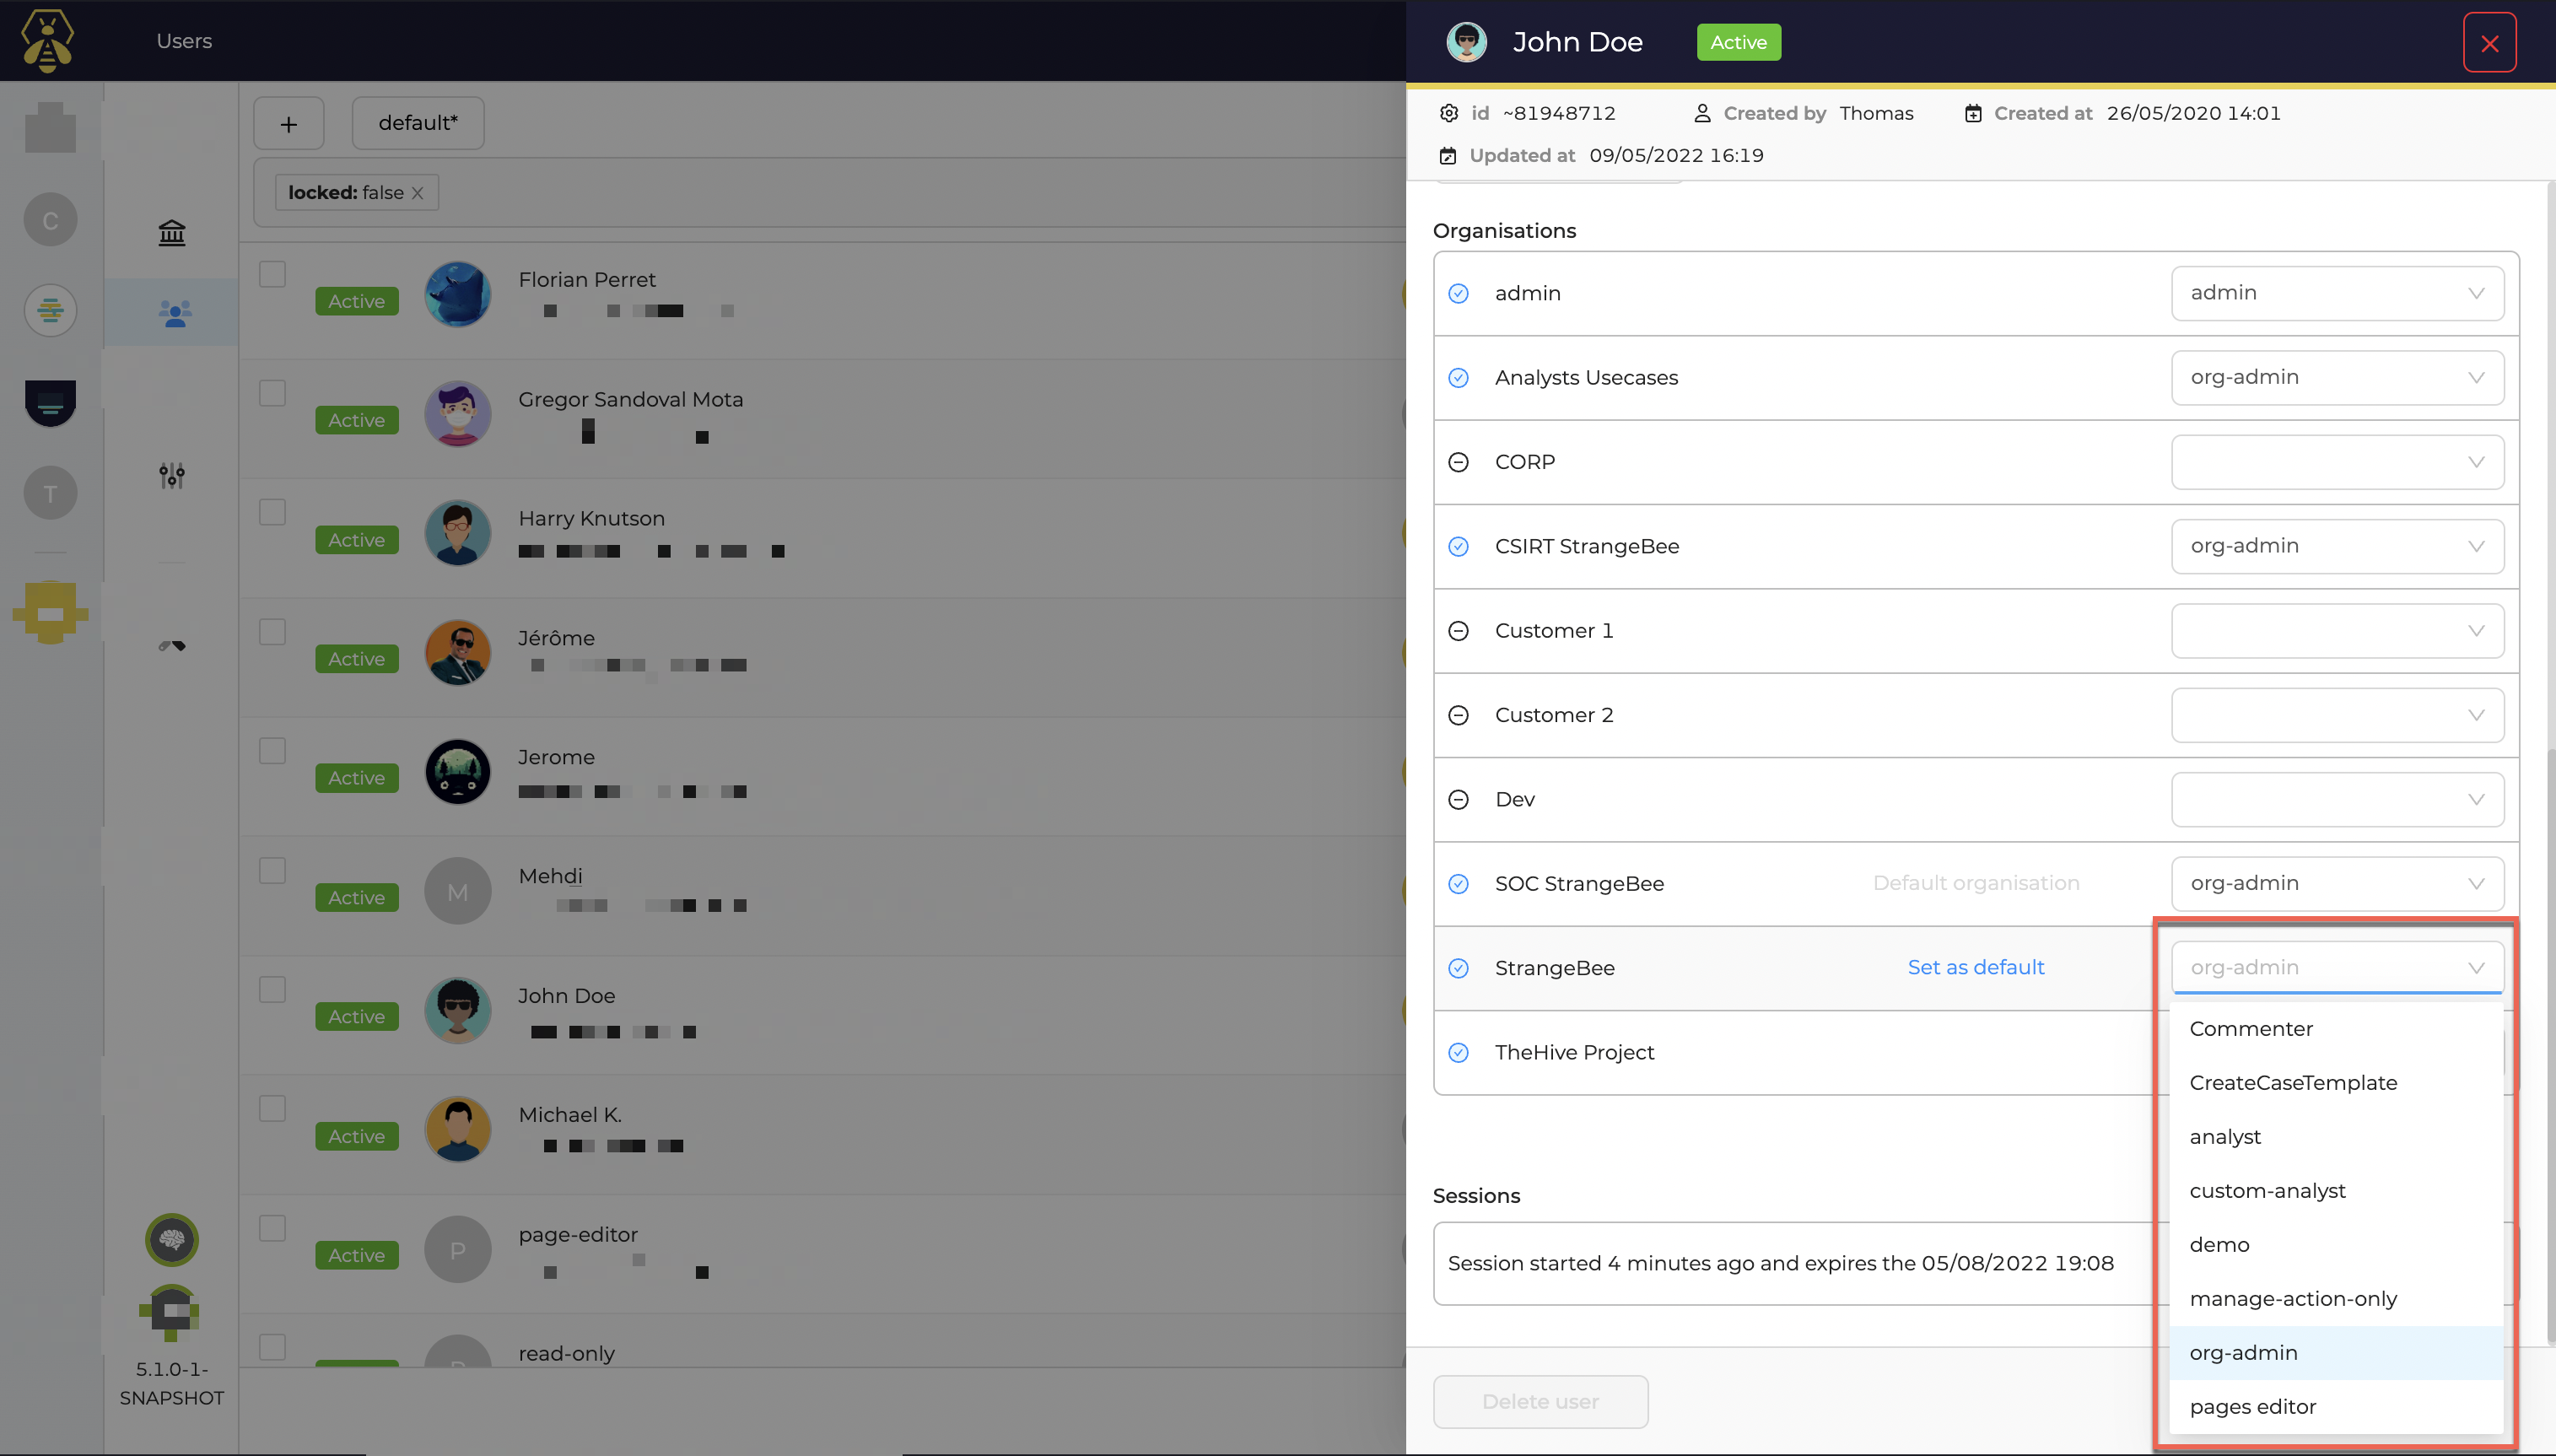 Users
C
T
5.1.0-1-
SNAPSHOT
+
default*
locked: false
Active
Florian Perret
Active
Gregor Sandoval Mota
Active
Harry Knutson
Active
Jérôme
Active
Jerome
Active
M
Mehdi
Active
John Doe
Active
Michael K.
Active
P
page-editor
read-only
John Doe
Active
id ~81948712
Created by Thomas
Created at 26/05/2020 14:01
Updated at 09/05/2022 16:19
Organisations
admin
admin
Analysts Usecases
org-admin
CORP
CSIRT StrangeBee
org-admin
Customer 1
Customer 2
Dev
SOC StrangeBee
Default organisation
org-admin
StrangeBee
Set as default
org-admin
TheHive Project
Commenter
CreateCaseTemplate
analyst
custom-analyst
demo
manage-action-only
org-admin
pages editor
Sessions
Session started 4 minutes ago and expires the 05/08/2022 19:08
Delete user